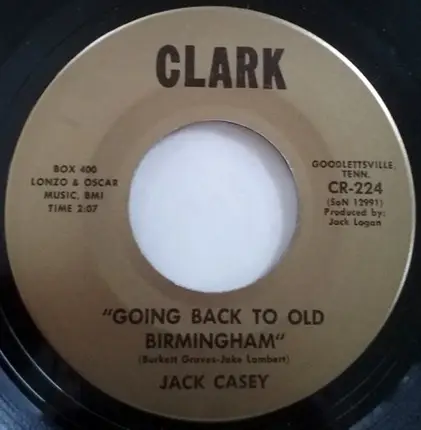 CLARK
BOX 400
LONZO & OSCAR
MUSIC, BMI
TIME 2:07
GOODLETTSVILLE,
TENN.
CR-224
(SoN 12991)
Produced by:
Jack Logan
"GOING BACK TO OLD
BIRMINGHAM"
(Burkett Graves-Jake Lambert)
JACK CASEY